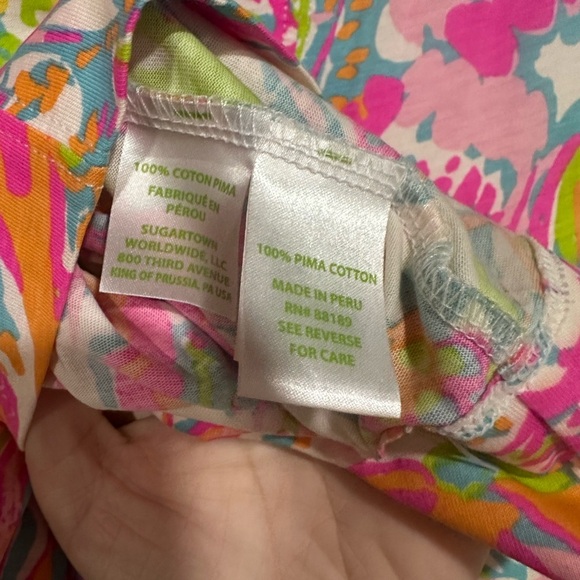 100% COTON PIMA
FABRIQUÉ EN
PÉROU
SUGARTOWN
WORLDWIDE, LLC
800 THIRD AVENUE
KING OF PRUSSIA, PA USA
100% PIMA COTTON
MADE IN PERU
RN# 88189
SEE REVERSE
FOR CARE